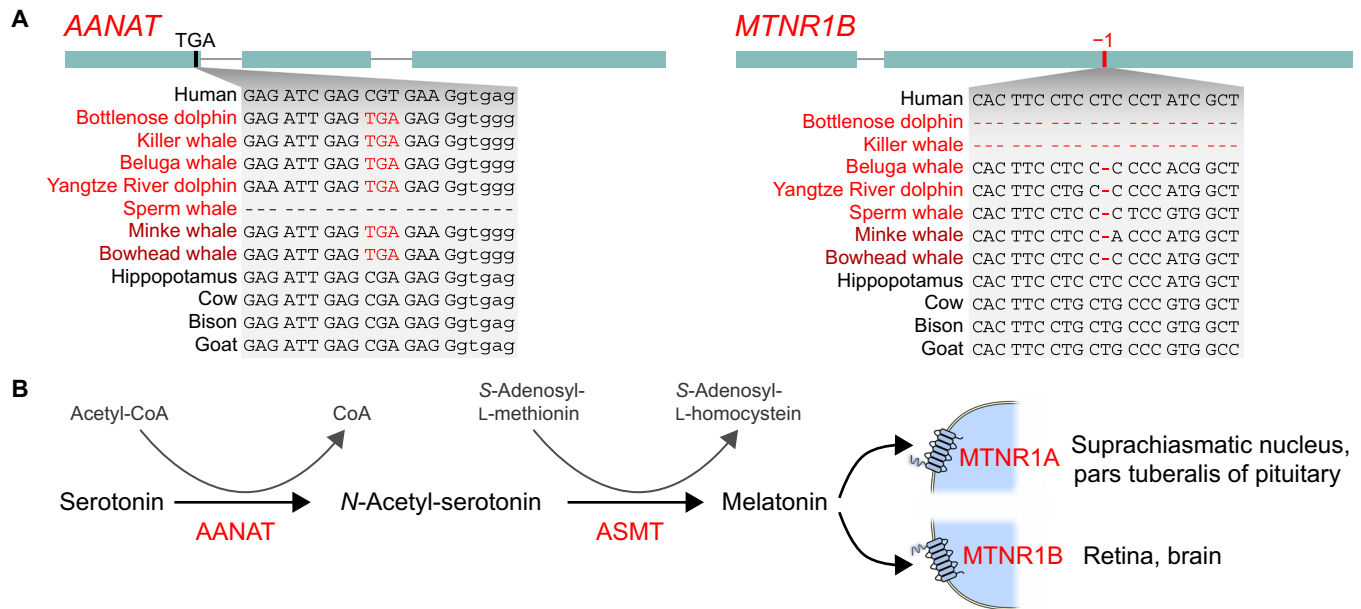 A
AANAT
TGA
Human GAG ATC GAG CGT GAAG Ggtgag
Bottlenose dolphin GAG ATT GAG TGA GAG Ggtggg
Killer whale GAG ATT GAG TGA GAG Ggtggg
Beluga whale GAG ATT GAG TGA GAG Ggtggg
Yangtze River dolphin GAA ATT GAG TGA GAG Ggtggg
Sperm whale --- --- --- --- --- -------
Minke whale GAG ATT GAG TGA GAA Ggtggg
Bowhead whale GAG ATT GAG TGA GAA Ggtggg
Hippopotamus GAG ATT GAG CGA GAG Ggtgag
Cow GAG ATT GAG CGA GAG Ggtgag
Bison GAG ATT GAG CGA GAG Ggtgag
Goat GAG ATT GAG CGA GAG Ggtgag
MTNR1B
−1
Human CAC TTC CTC CTC CCT ATC GCT
Bottlenose dolphin --- --- --- --- --- --- ---
Killer whale --- --- --- --- --- --- ---
Beluga whale CAC TTC CTC C-C CCC ACG GCT
Yangtze River dolphin CAC TTC CTG C-C CCC ATG GCT
Sperm whale CAC TTC CTC C-C TCC GTG GCT
Minke whale CAC TTC CTC C-A CCC ATG GCT
Bowhead whale CAC TTC CTC C-C CCC ATG GCT
Hippopotamus CAC TTC CTC CTC CCC ATG GCT
Cow CAC TTC CTG CTG CCC GTG GCT
Bison CAC TTC CTG CTG CCC GTG GCT
Goat CAC TTC CTG CTG CCC GTG GCC
B
Acetyl-CoA
CoA
S-Adenosyl-
L-methionin
S-Adenosyl-
L-homocystein
Serotonin
AANAT
N-Acetyl-serotonin
ASMT
Melatonin
MTNR1A
Suprachiasmatic nucleus,
pars tuberalis of pituitary
MTNR1B
Retina, brain